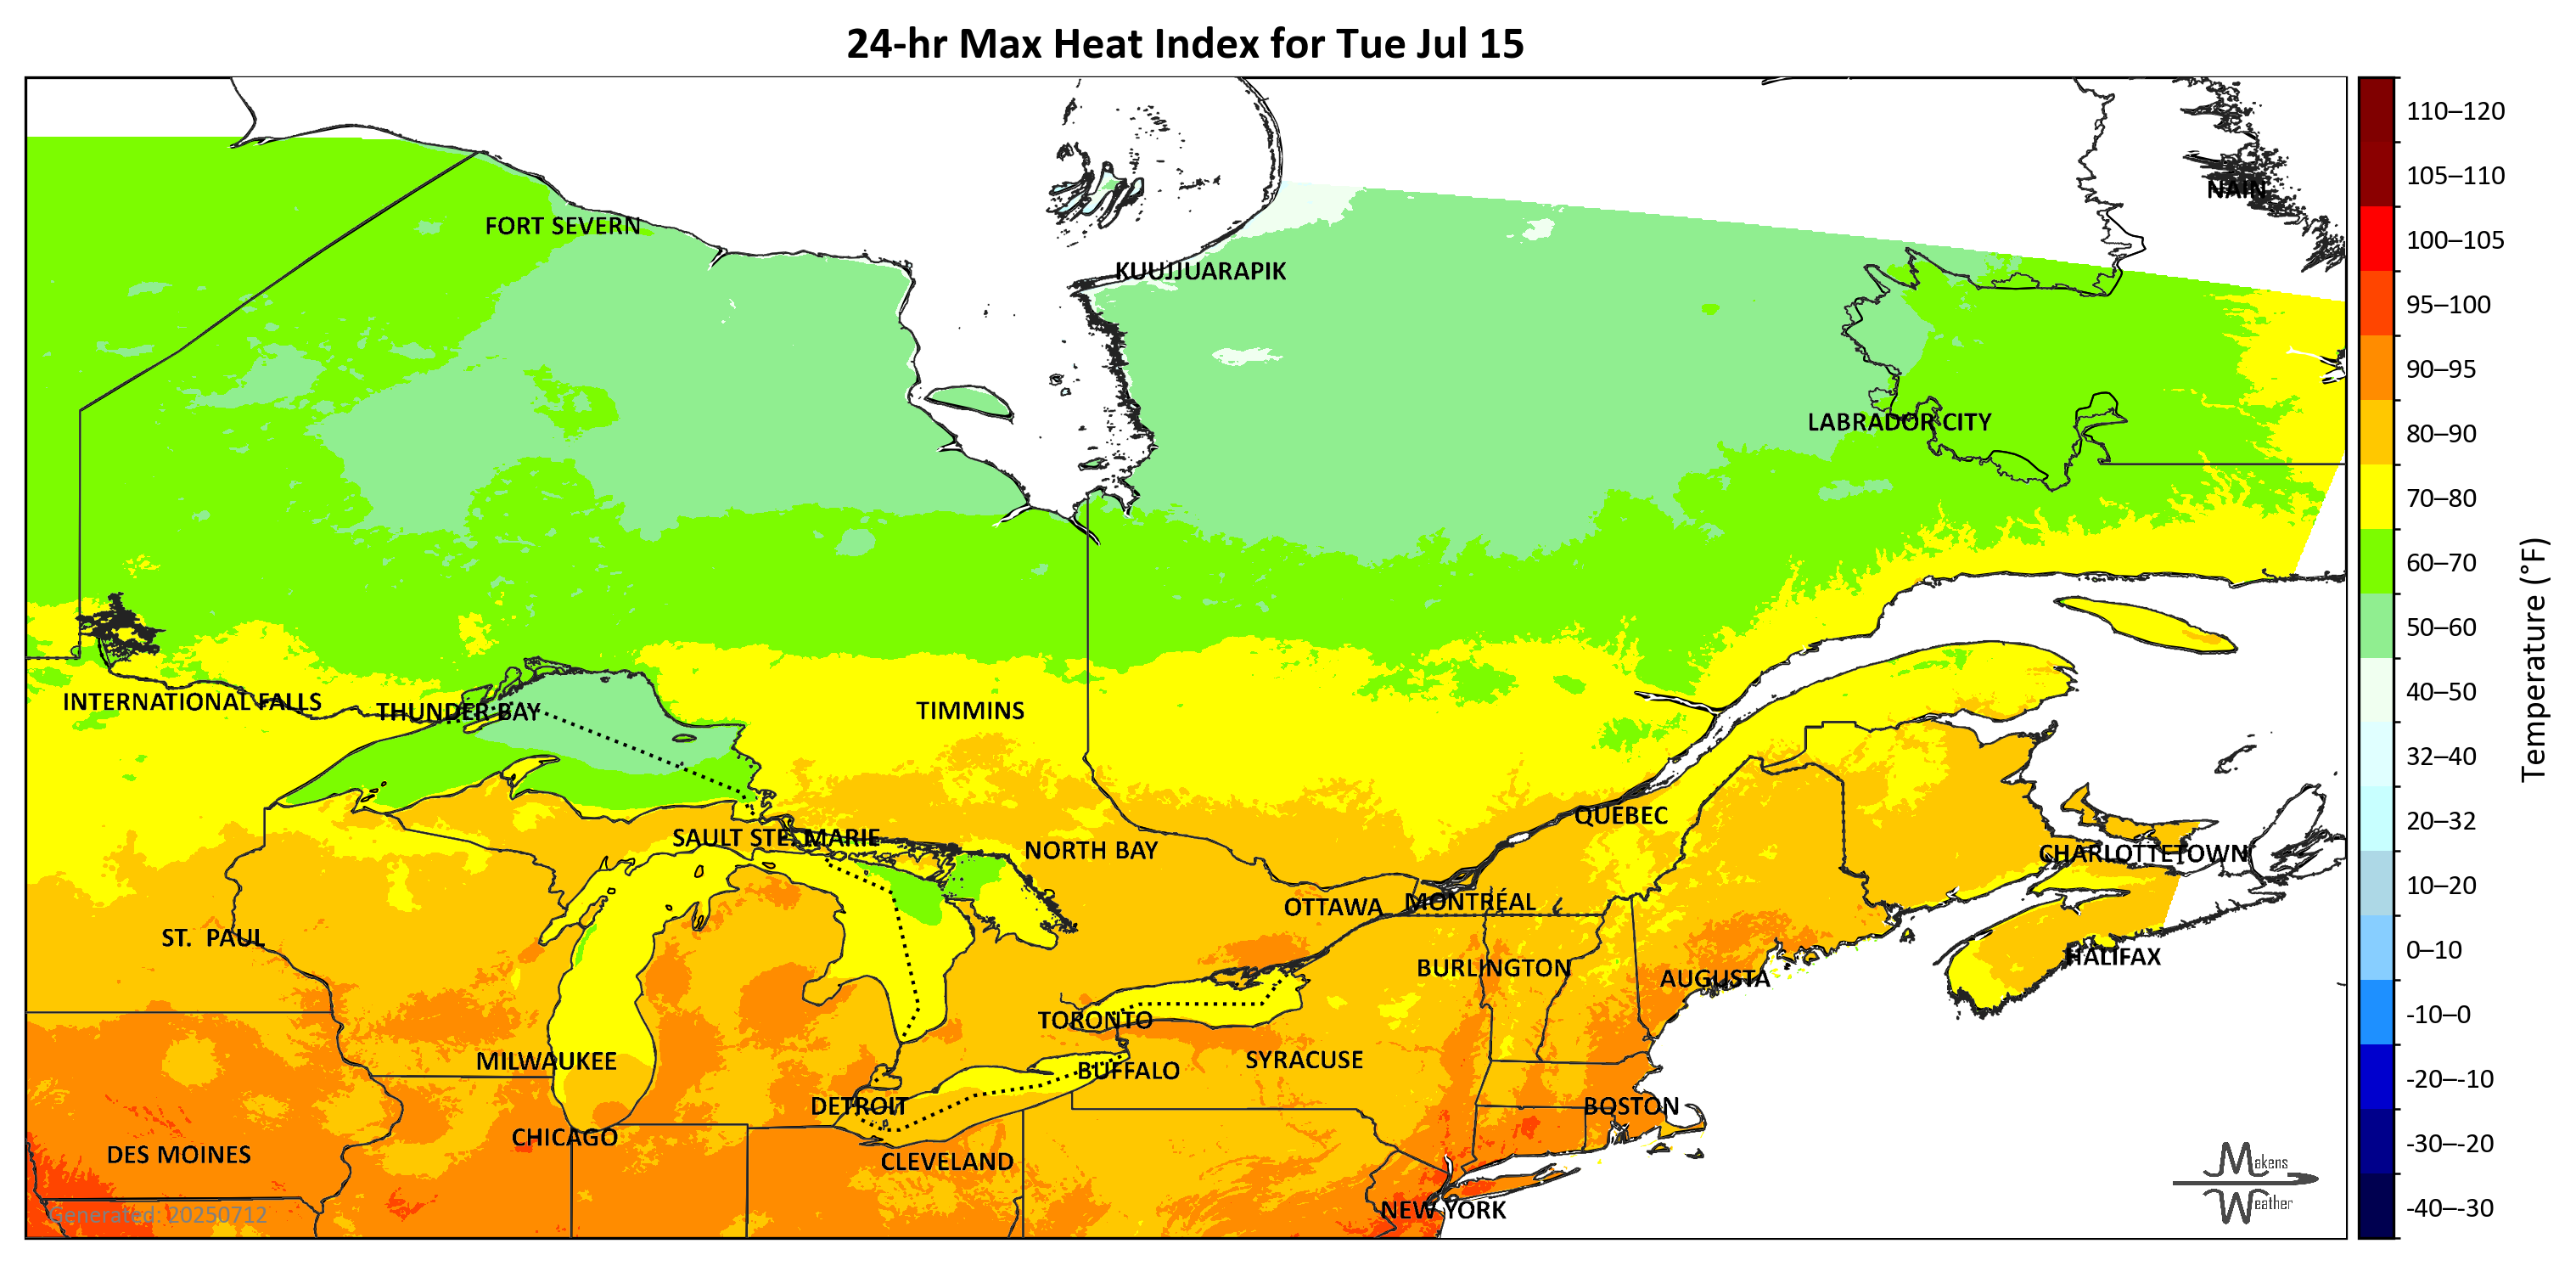 24-hr Max Heat Index for Tue Jul 15
NAIN
FORT SEVERN
KUUJJUARAPIK
LABRADOR CITY
INTERNATIONAL FALLS
THUNDER BAY
TIMMINS
QUEBEC
SAULT STE. MARIE
NORTH BAY
CHARLOTTETOWN
OTTAWA
MONTRÉAL
ST.  PAUL
HALIFAX
BURLINGTON
AUGUSTA
TORONTO
SYRACUSE
MILWAUKEE
BUFFALO
DETROIT
BOSTON
CHICAGO
DES MOINES
CLEVELAND
NEW YORK
Generated: 20250712
Makens
Weather
110–120
105–110
100–105
95–100
90–95
80–90
70–80
60–70
50–60
40–50
32–40
20–32
10–20
0–10
-10–0
-20–-10
-30–-20
-40–-30
Temperature (°F)